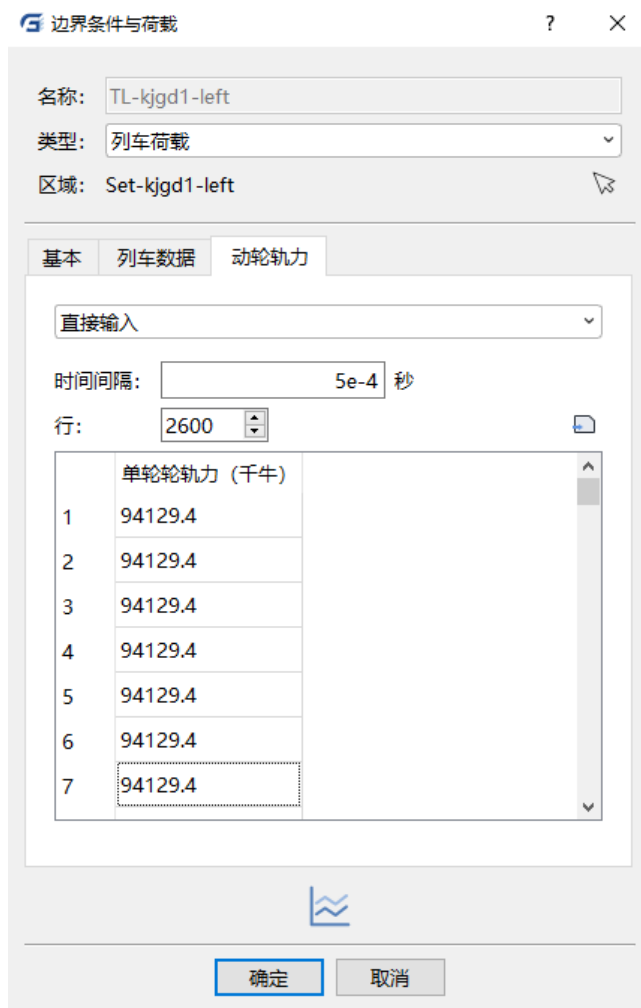 边界条件与荷载 ?
名称: TL-kjgd1-left
类型: 列车荷载
区域: Set-kjgd1-left
基本 列车数据 动轮轨力
直接输入
时间间隔: 5e-4 秒
行: 2600
单轮轮轨力（千牛）
1 94129.4
2 94129.4
3 94129.4
4 94129.4
5 94129.4
6 94129.4
7 94129.4
确定 取消